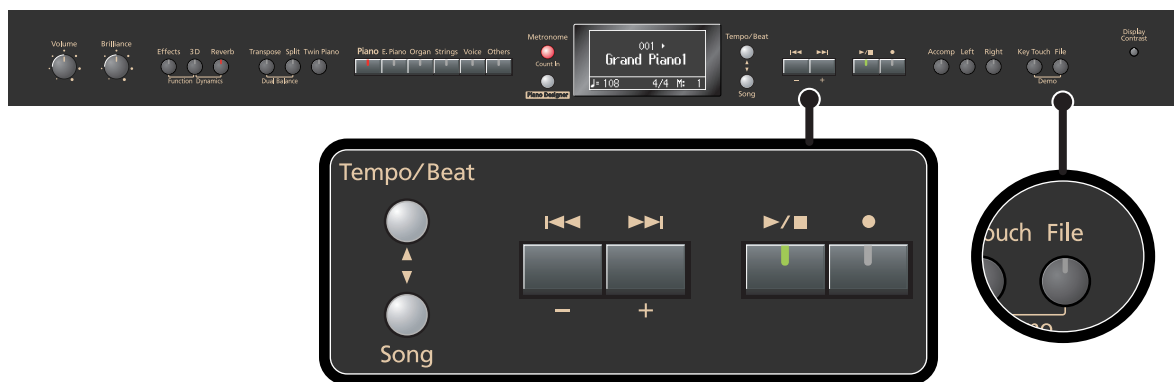 Volume
Brilliance
Effects 3D Reverb
Function Dynamics
Transpose Split Twin Piano
Dual Balance
Piano E. Piano Organ Strings Voice Others
Metronome
Count In
Piano Designer
001 ▸
Grand Piano1
♩= 108 4/4 M: 1
Tempo/Beat
▲
▼
Song
|◀◀ ▶▶|
− +
▶/■ ●
Accomp Left Right
Key Touch File
Demo
Display
Contrast
Tempo/Beat
▲
▼
Song
|◀◀ ▶▶|
− +
▶/■ ●
ouch File
mo